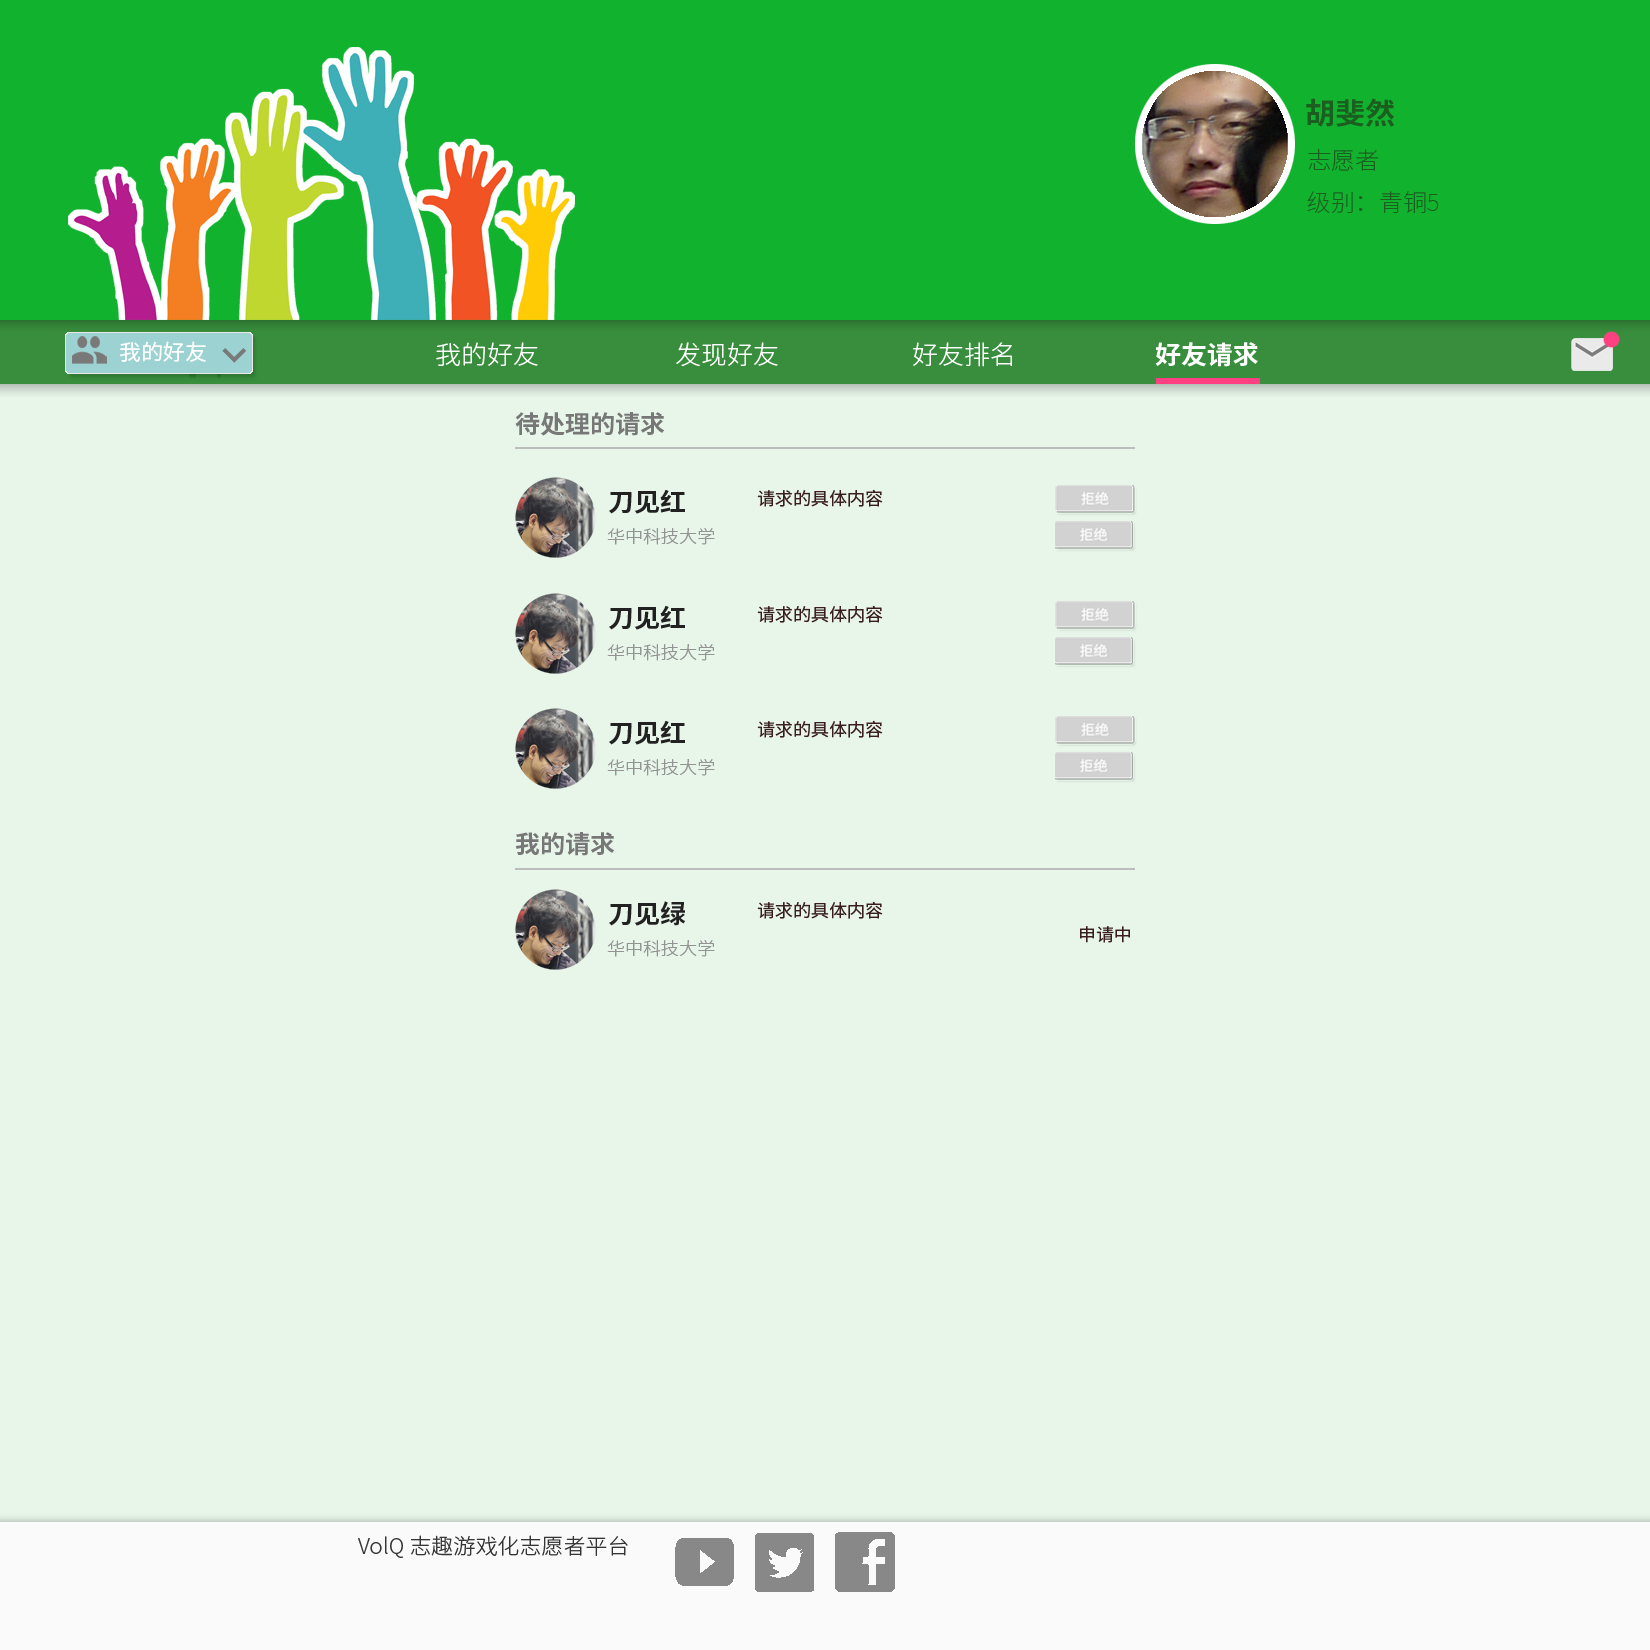 胡斐然
志愿者
级别：青铜5
我的好友
我的好友
发现好友
好友排名
好友请求
待处理的请求
刀见红
请求的具体内容
拒绝
华中科技大学
拒绝
刀见红
请求的具体内容
拒绝
华中科技大学
拒绝
刀见红
请求的具体内容
拒绝
华中科技大学
拒绝
我的请求
刀见绿
请求的具体内容
申请中
华中科技大学
VolQ 志趣游戏化志愿者平台